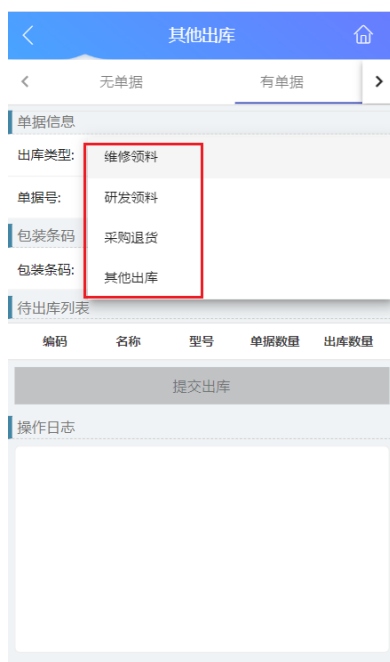 其他出库
无单据 有单据
单据信息
出库类型: 维修领料
单据号: 研发领料
包装条码 采购退货
包装条码: 其他出库
待出库列表
编码 名称 型号 单据数量 出库数量
提交出库
操作日志